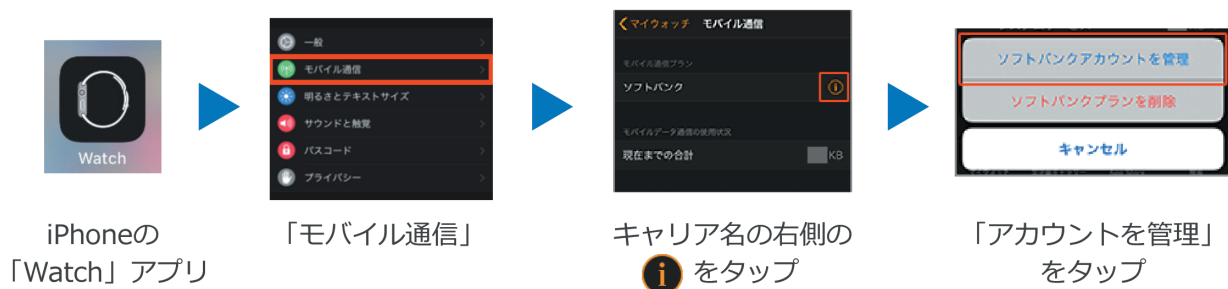 Watch
iPhoneの
「Watch」アプリ
一般
モバイル通信
明るさとテキストサイズ
サウンドと触覚
パスコード
プライバシー
「モバイル通信」
マイウォッチ モバイル通信
モバイル通信プラン
ソフトバンク
モバイルデータ通信の使用状況
現在までの合計 KB
キャリア名の右側の
i をタップ
ソフトバンクアカウントを管理
ソフトバンクプランを削除
キャンセル
「アカウントを管理」
をタップ